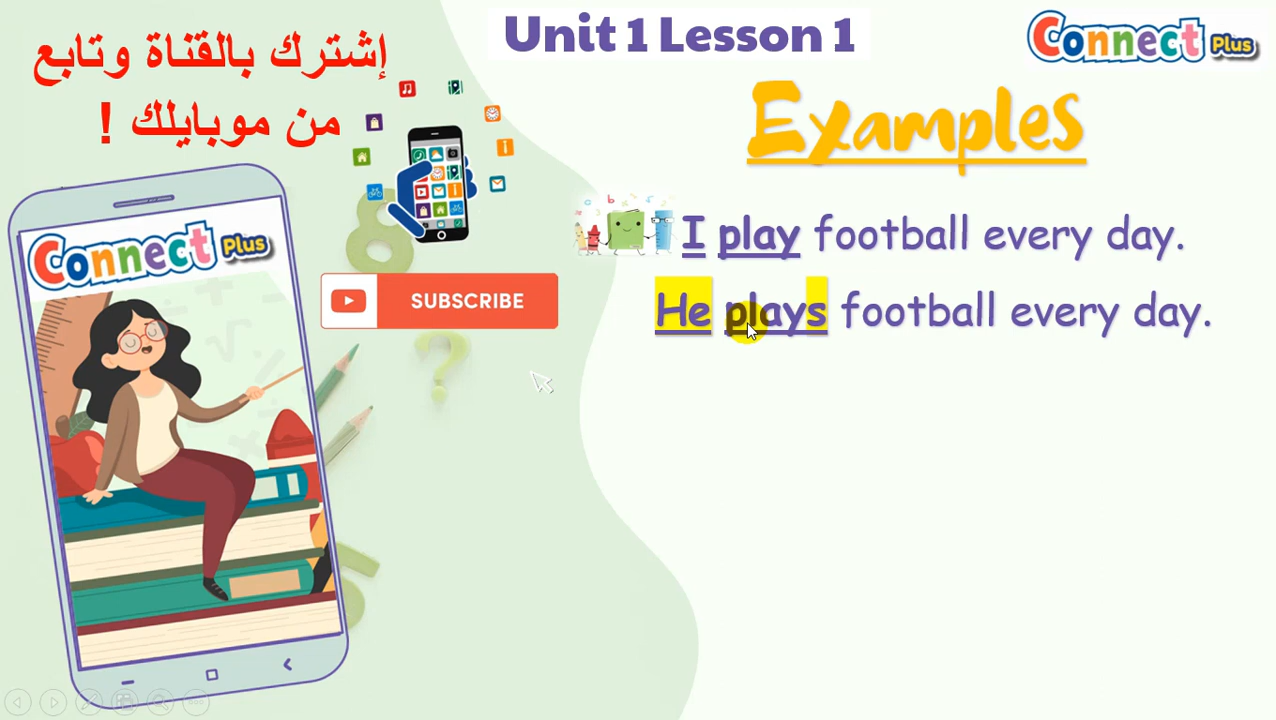 Unit 1 Lesson 1
Connect Plus
إشترك بالقناة وتابع
من موبايلك !
Examples
Connect Plus
I play football every day.
SUBSCRIBE
He plays football every day.